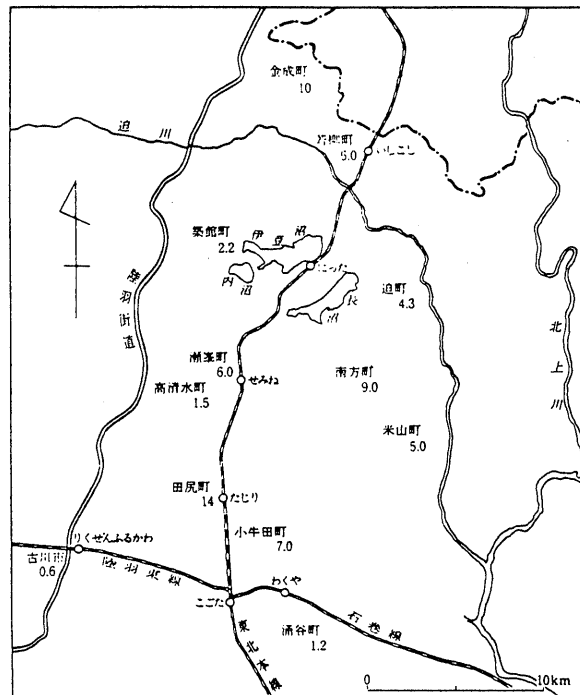 金成町
10
迫川
石越町
6.0
いしこし
築館町
2.2
伊豆沼
にった
内沼
長沼
迫町
4.3
北上川
陸羽街道
瀬峯町
6.0
せみね
高清水町
1.5
南方町
9.0
米山町
5.0
田尻町
14
たじり
小牛田町
7.0
りくぜんふるかわ
古川市
0.6
陸羽東線
わくや
こごた
石巻線
涌谷町
1.2
東北本線
0
10km